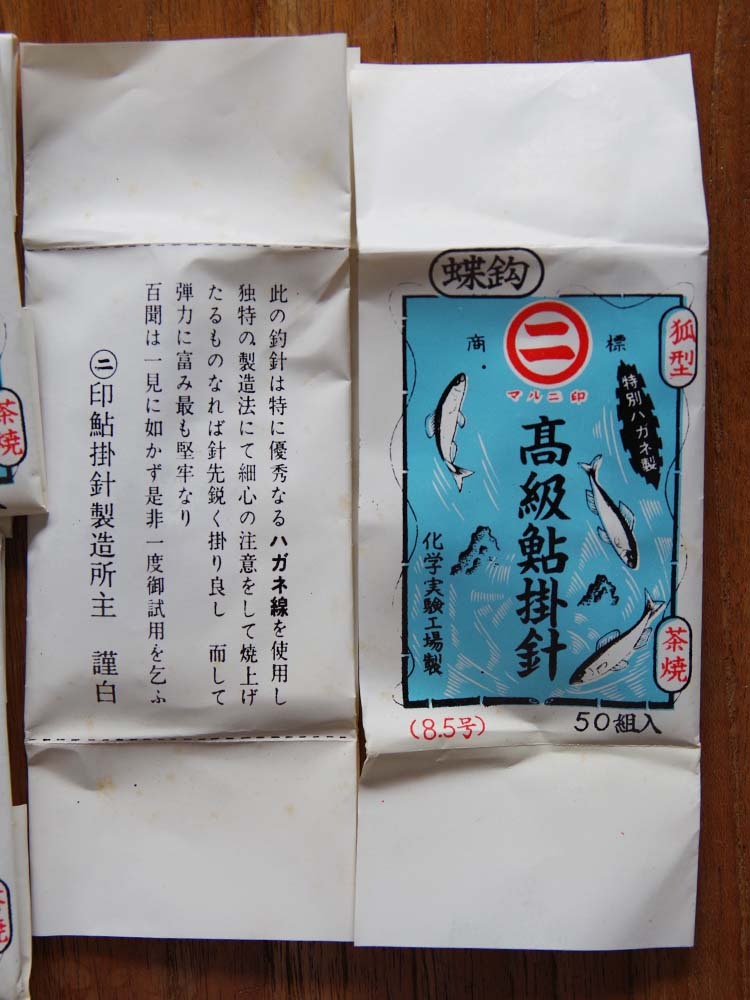 此の釣針は特に優秀なるハガネ線を使用し
独特の製造法にて細心の注意をして焼上げ
たるものなれば針先鋭く掛り良し　而して
弾力に富み最も堅牢なり
百聞は一見に如かず是非一度御試用を乞ふ
㊁印鮎掛針製造所主　謹白
蝶鈎
狐型
商標
二
マルニ印
特別ハガネ製
高級鮎掛針
化学実験工場製
茶焼
(8.5号)
50組入
茶焼
茶焼